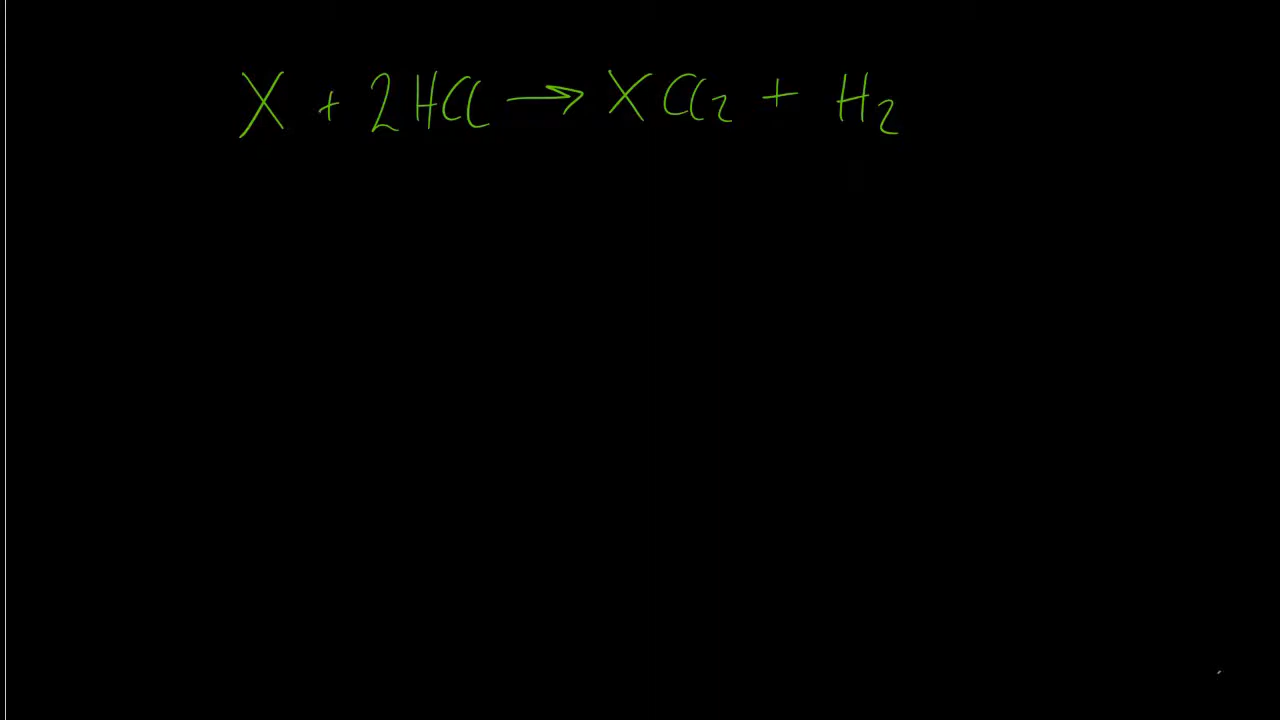 X + 2HCl → XCl₂ + H₂